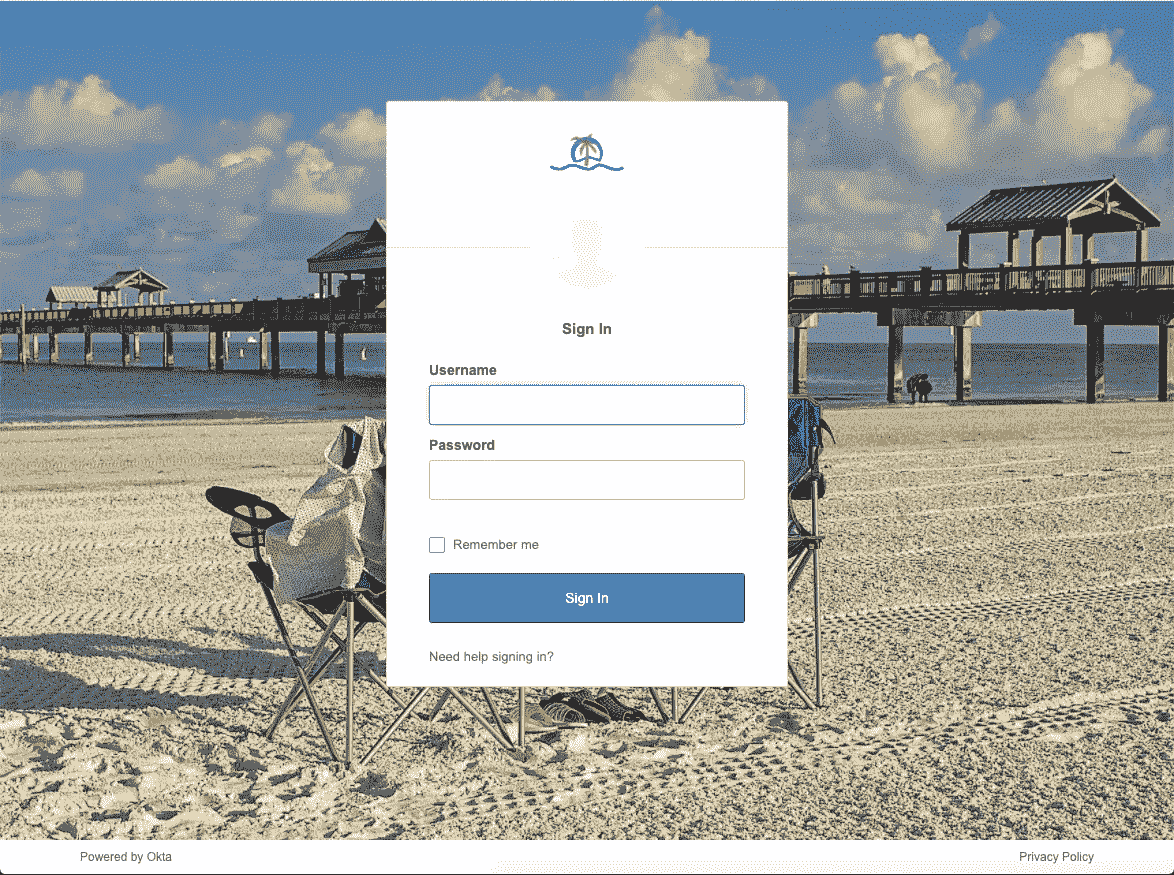 Sign In
Username
Password
Remember me
Sign In
Need help signing in?
Powered by Okta
Privacy Policy